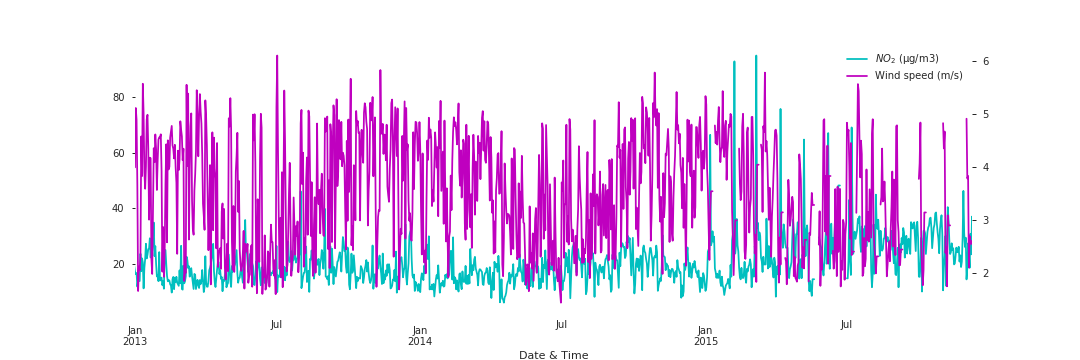 NO2 (μg/m3)
Wind speed (m/s)
80
60
40
20
6
5
4
3
2
Jan
2013
Jul
Jan
2014
Jul
Jan
2015
Jul
Date & Time